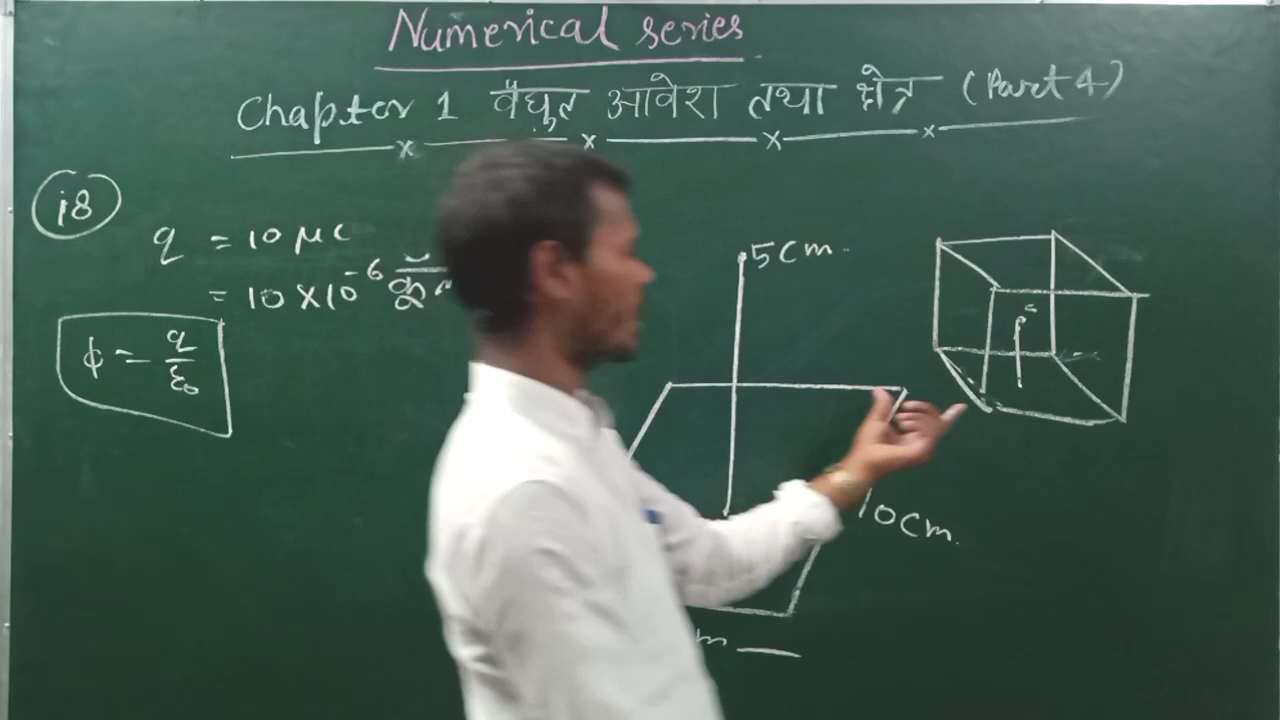 Numerical series
Chapter 1 वैद्युत आवेश तथा क्षेत्र (Part 4)
18
q = 10 μc
= 10 × 10⁻⁶
ϕ = q/ε₀
5 cm.
10 cm.